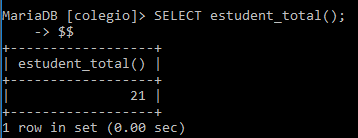 MariaDB [colegio]> SELECT estudent_total();
    -> $$
+------------------+
| estudent_total() |
+------------------+
|               21 |
+------------------+
1 row in set (0.00 sec)